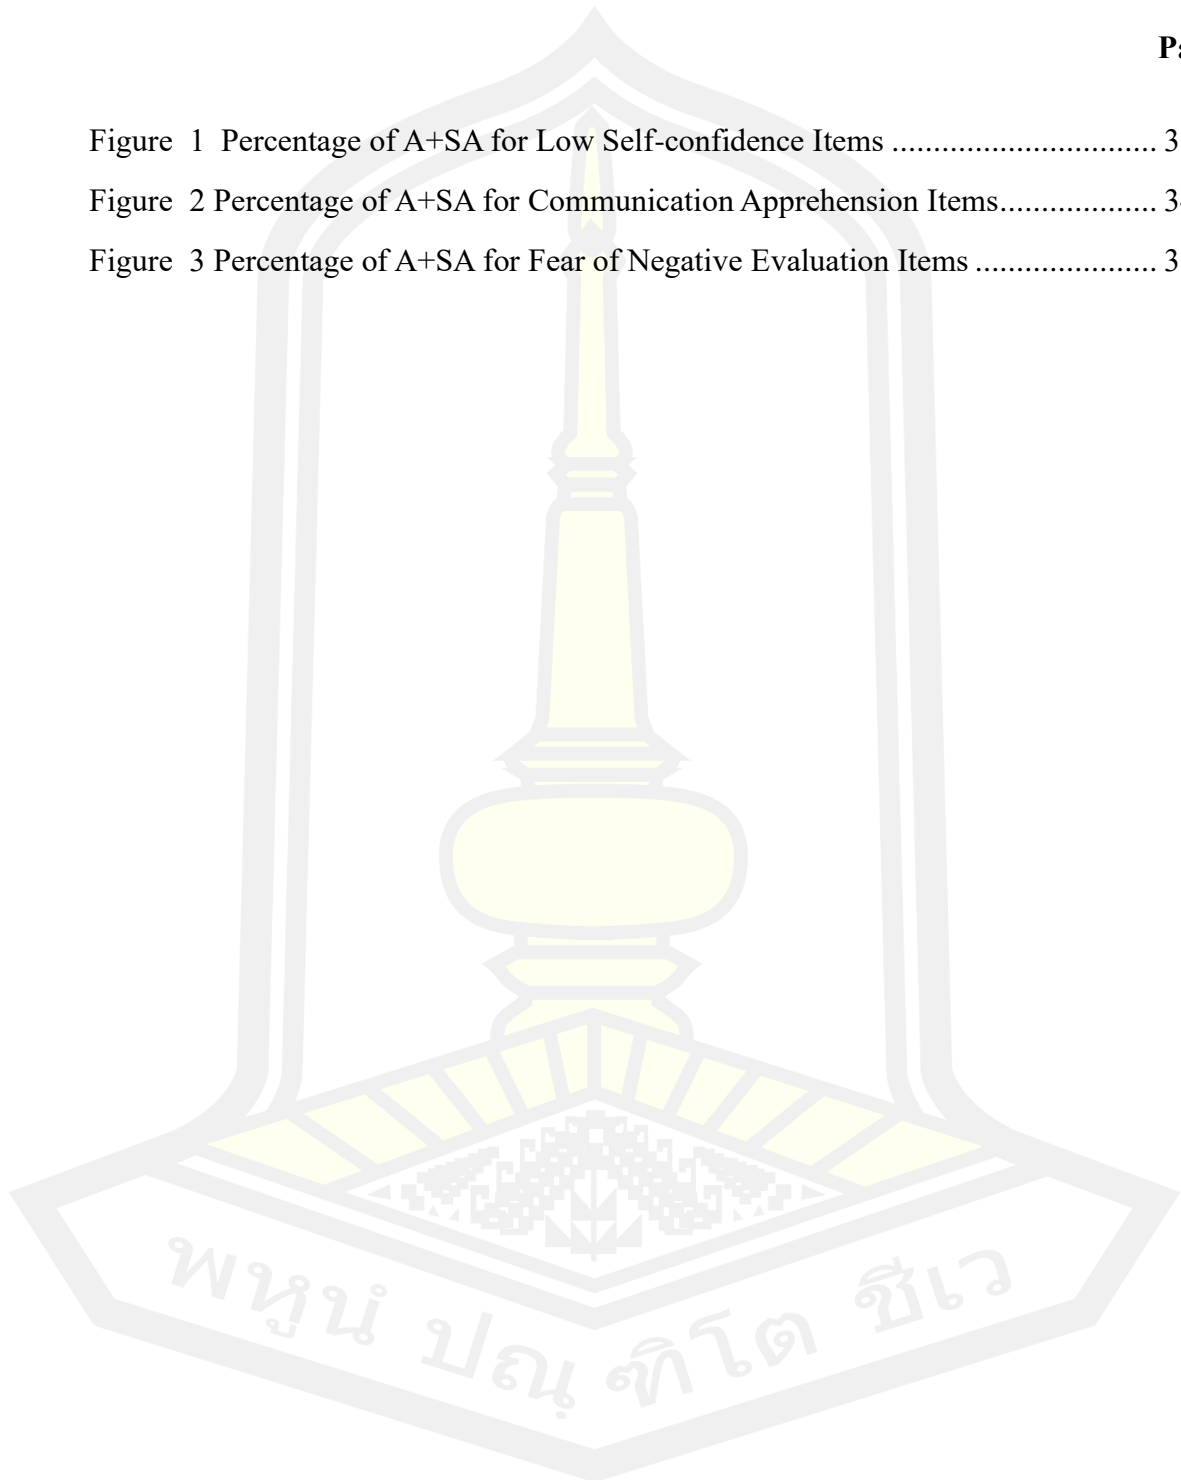 Pa
Figure 1 Percentage of A+SA for Low Self-confidence Items ............................ 3
Figure 2 Percentage of A+SA for Communication Apprehension Items................... 3
Figure 3 Percentage of A+SA for Fear of Negative Evaluation Items ...................... 3
พหูนํ ปณฺฑิโต ชีเว